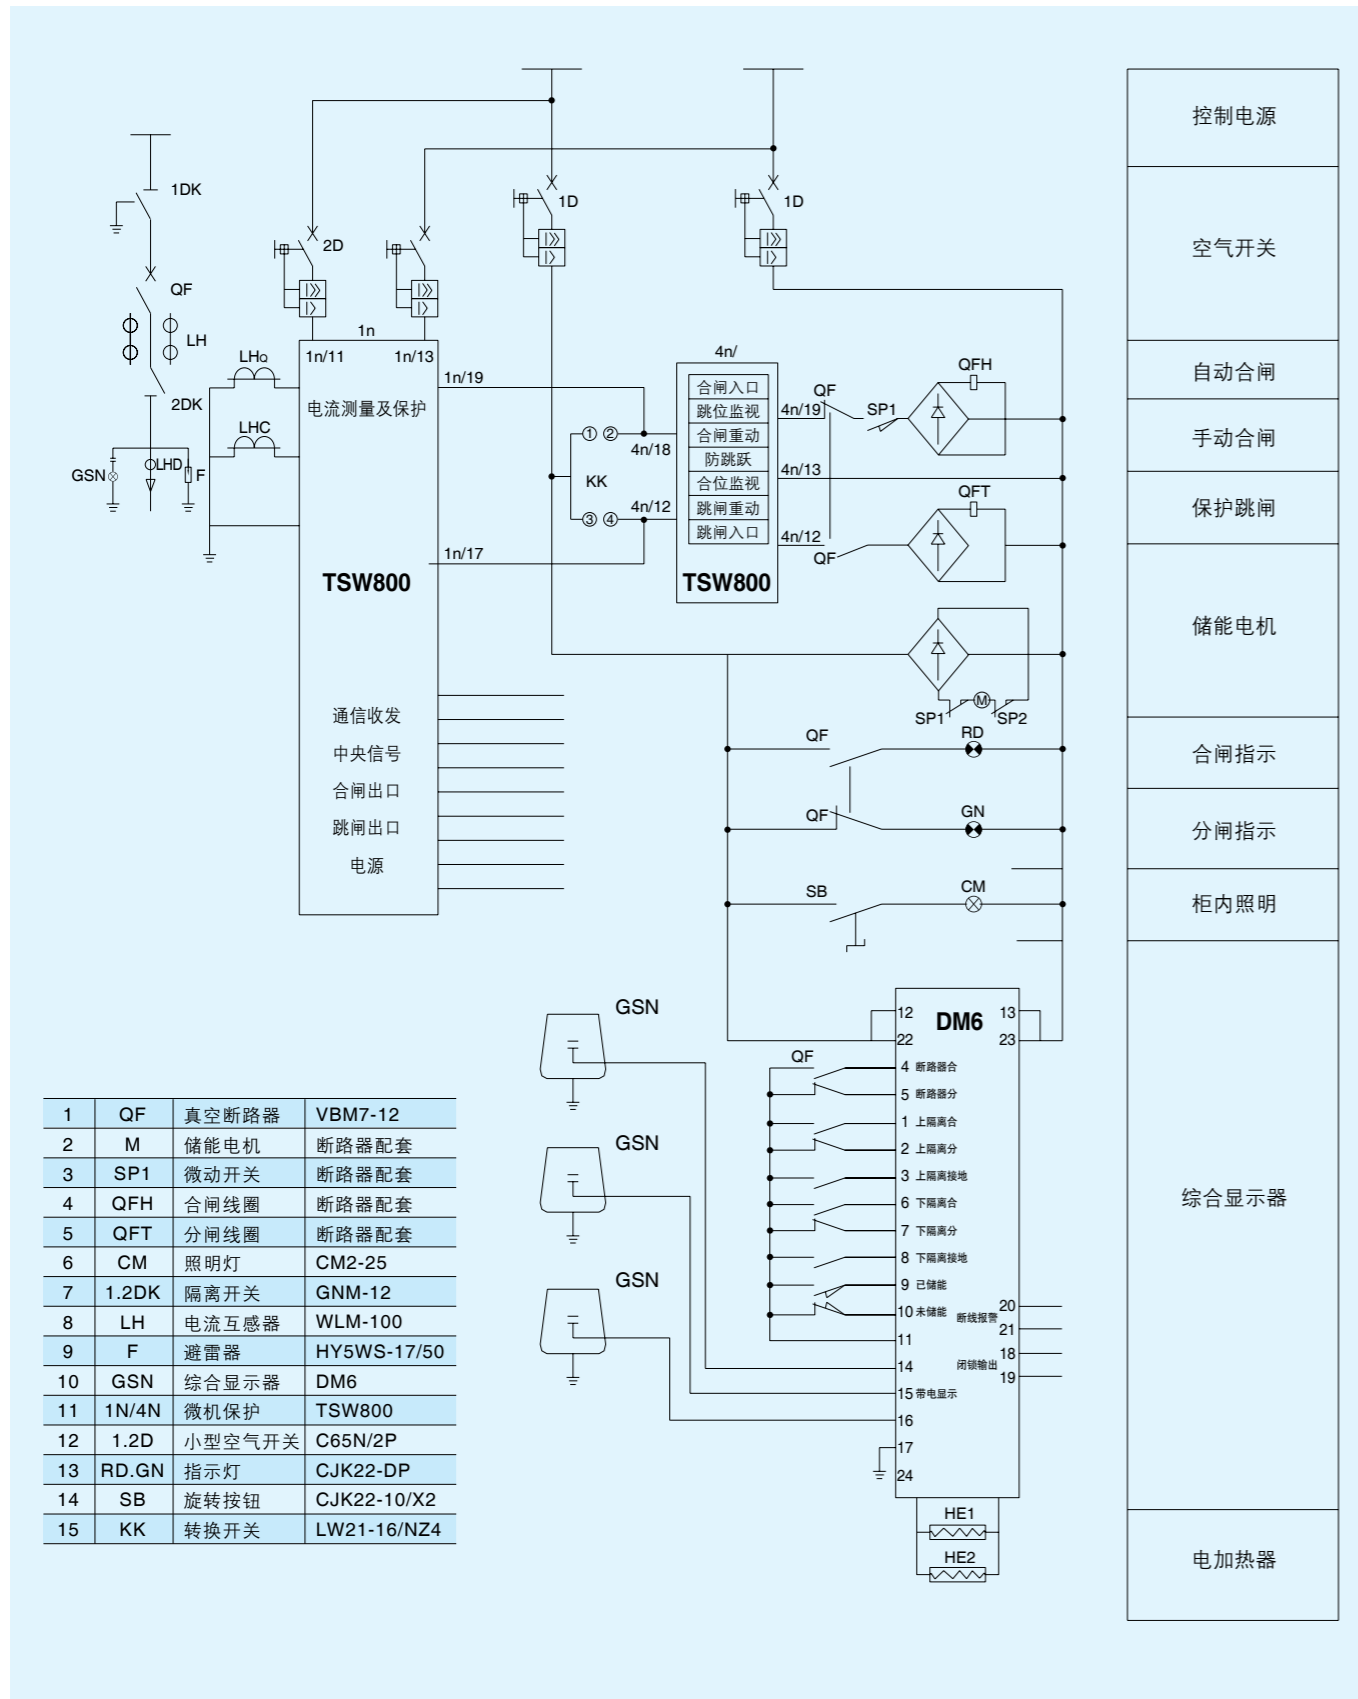 控制电源
空气开关
自动合闸
手动合闸
保护跳闸
储能电机
合闸指示
分闸指示
柜内照明
综合显示器
电加热器
1DK
QF
LH
2DK
GSN
LHD
F
2D
1D
1D
1n
1n/11
1n/13
LHQ
LHC
电流测量及保护
TSW800
1n/19
1n/17
通信收发
中央信号
合闸出口
跳闸出口
电源
① ②
4n/18
KK
③ ④
4n/12
4n/
合闸入口
跳位监视
合闸重动
防跳跃
合位监视
跳闸重动
跳闸入口
TSW800
4n/19
4n/13
4n/12
QF
SP1
QFH
QFT
QF
M
SP1
SP2
QF
RD
QF
GN
SB
CM
GSN
GSN
GSN
DM6
12
13
22
23
QF
4 断路器合
5 断路器分
1 上隔离合
2 上隔离分
3 上隔离接地
6 下隔离合
7 下隔离分
8 下隔离接地
9 已储能
10 未储能
断线报警
20
21
11
闭锁输出
18
19
14
15 带电显示
16
17
24
HE1
HE2
1 QF 真空断路器 VBM7-12
2 M 储能电机 断路器配套
3 SP1 微动开关 断路器配套
4 QFH 合闸线圈 断路器配套
5 QFT 分闸线圈 断路器配套
6 CM 照明灯 CM2-25
7 1.2DK 隔离开关 GNM-12
8 LH 电流互感器 WLM-100
9 F 避雷器 HY5WS-17/50
10 GSN 综合显示器 DM6
11 1N/4N 微机保护 TSW800
12 1.2D 小型空气开关 C65N/2P
13 RD.GN 指示灯 CJK22-DP
14 SB 旋转按钮 CJK22-10/X2
15 KK 转换开关 LW21-16/NZ4